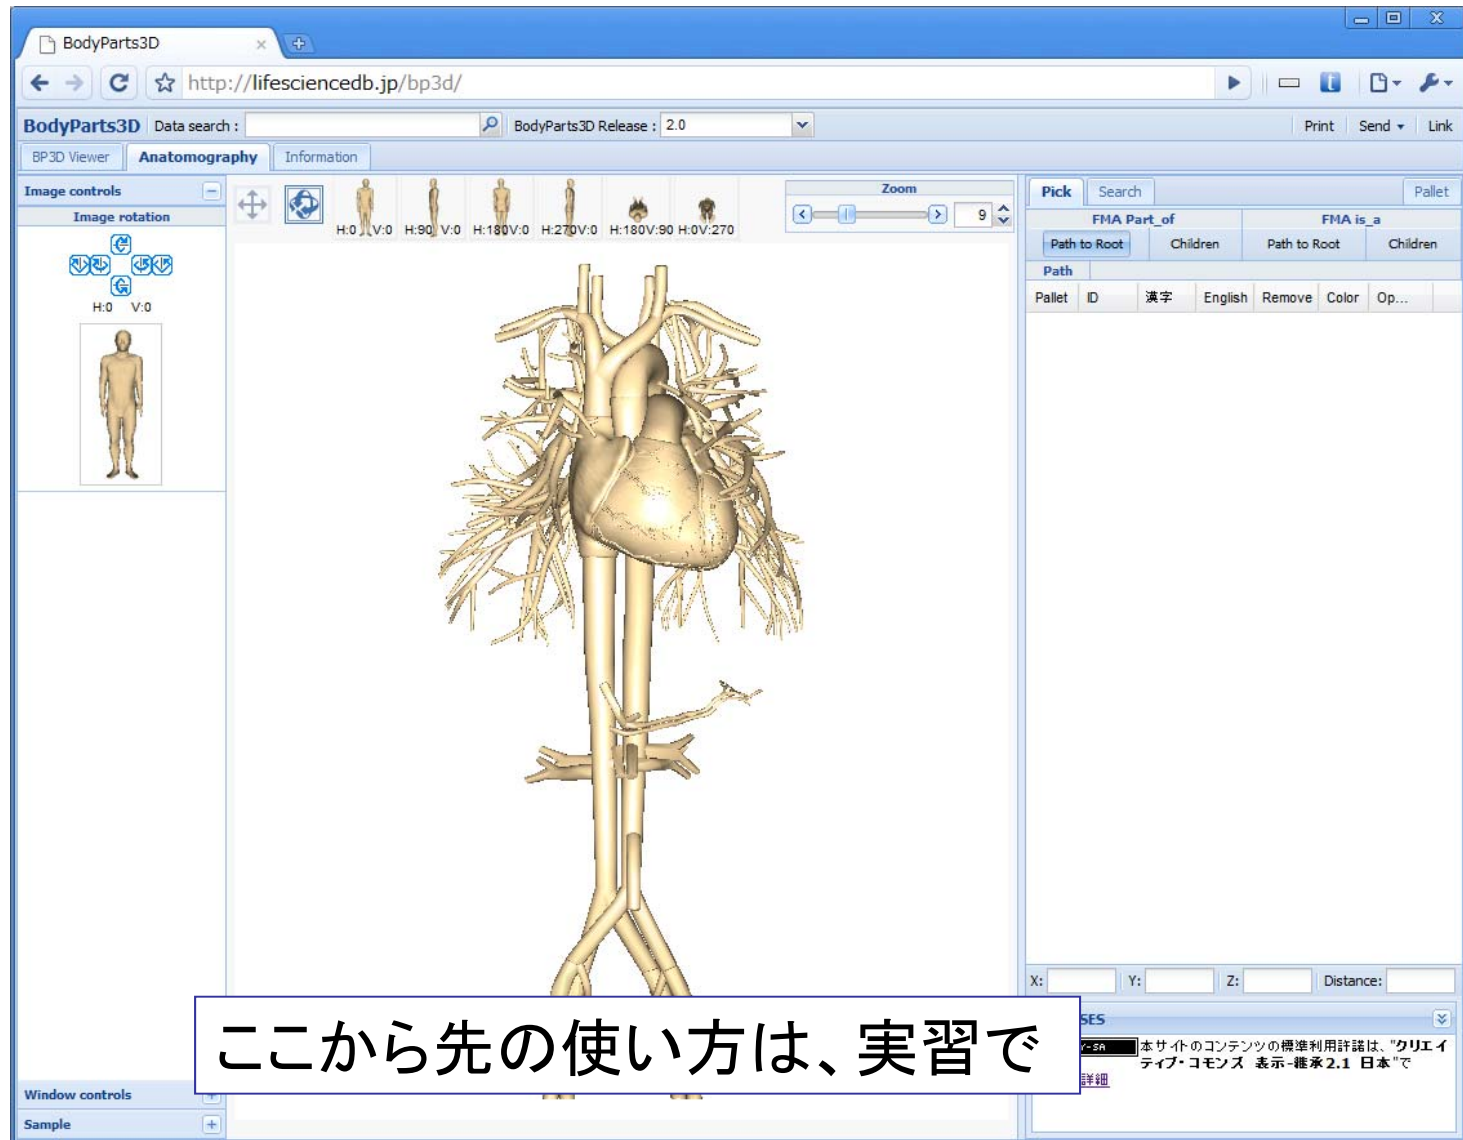 BodyParts3D
http://lifesciencedb.jp/bp3d/
BodyParts3D Data search : BodyParts3D Release : 2.0 Print Send Link
BP3D Viewer Anatomography Information
Image controls
Image rotation
H:0 V:0
H:0 V:0 H:90 V:0 H:180V:0 H:270V:0 H:180V:90 H:0V:270
Zoom
9
Pick Search Pallet
FMA Part_of FMA is_a
Path to Root Children Path to Root Children
Path
Pallet ID 漢字 English Remove Color Op...
X: Y: Z: Distance:
ここから先の使い方は、実習で
本サイトのコンテンツの標準利用許諾は、"クリエイ
ティブ・コモンズ 表示-継承2.1 日本"で
詳細
Window controls
Sample